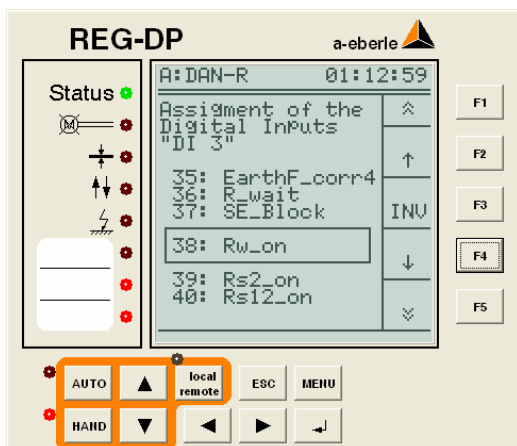 REG-DP
a-eberle
Status
A:DAN-R 01:12:59
Assigment of the
Digital Inputs
"DI 3"
35: EarthF_corr4
36: R_wait
37: SE_Block
38: Rw_on
39: Rs2_on
40: Rs12_on
INV
F1
F2
F3
F4
F5
M
AUTO
local
remote
ESC
MENU
HAND